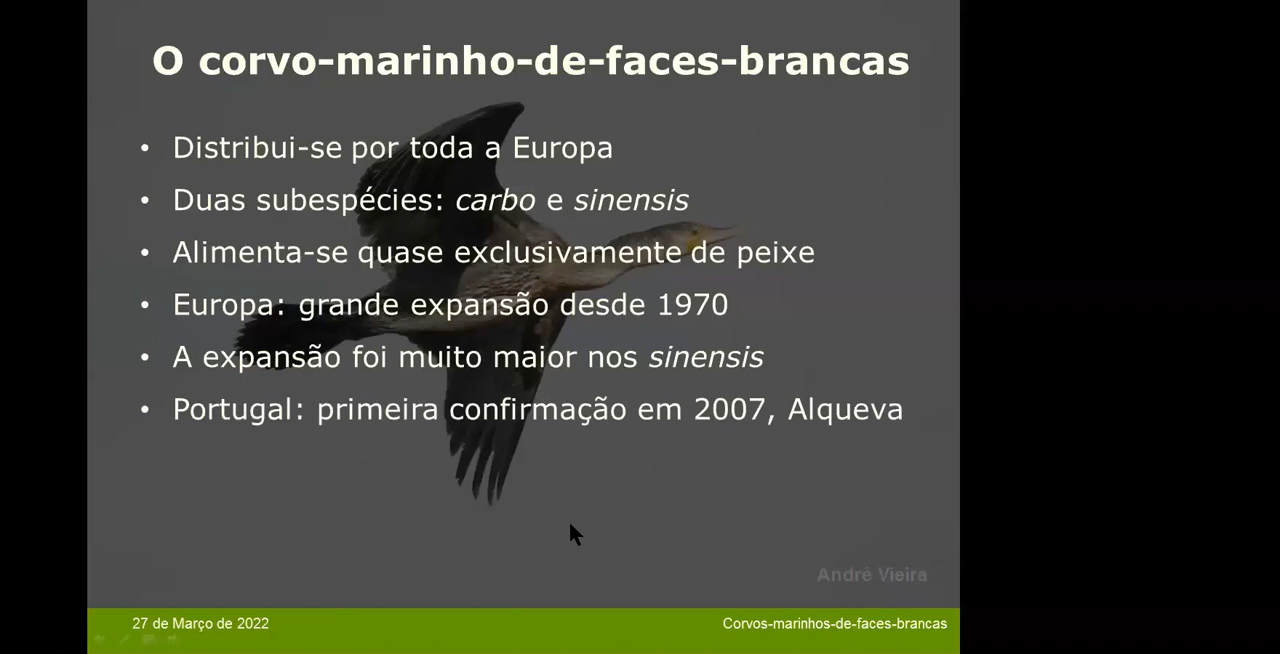 O corvo-marinho-de-faces-brancas
• Distribui-se por toda a Europa
• Duas subespécies: carbo e sinensis
• Alimenta-se quase exclusivamente de peixe
• Europa: grande expansão desde 1970
• A expansão foi muito maior nos sinensis
• Portugal: primeira confirmação em 2007, Alqueva
André Vieira
27 de Março de 2022
Corvos-marinhos-de-faces-brancas